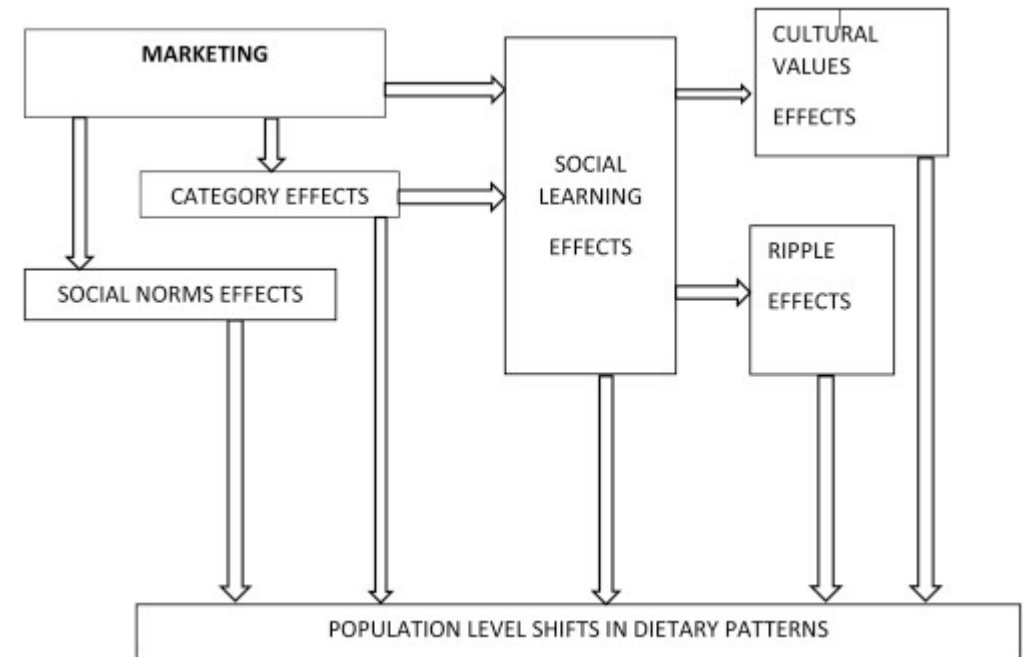 MARKETING
CATEGORY EFFECTS
SOCIAL NORMS EFFECTS
SOCIAL
LEARNING
EFFECTS
CULTURAL
VALUES
EFFECTS
RIPPLE
EFFECTS
POPULATION LEVEL SHIFTS IN DIETARY PATTERNS